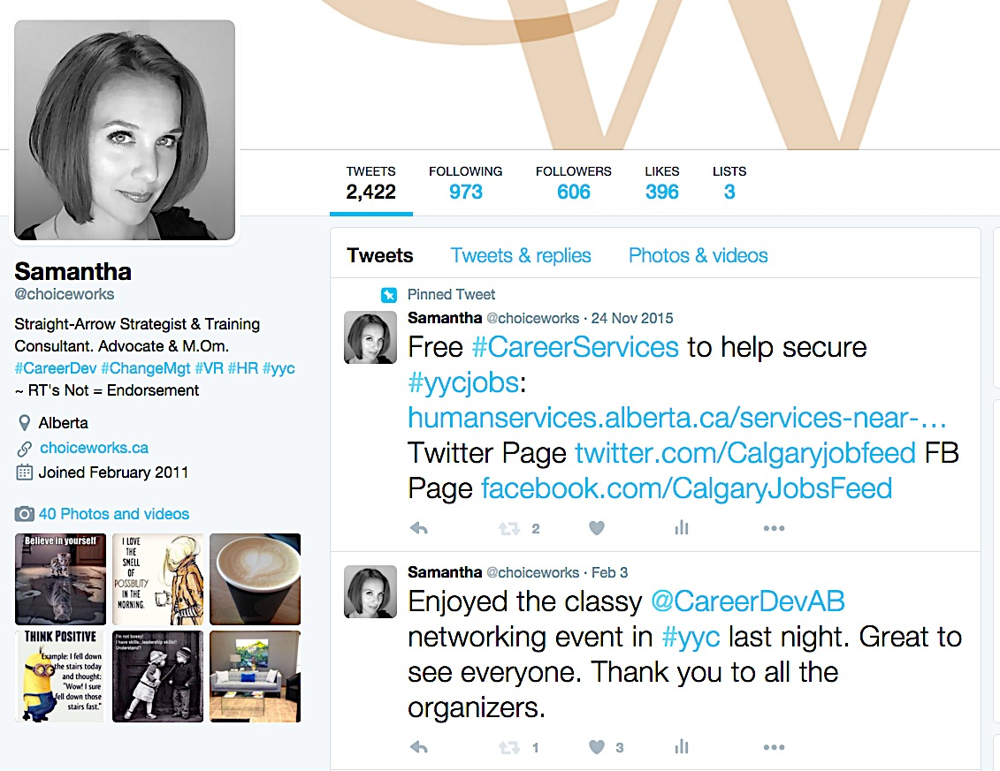 TWEETS FOLLOWING FOLLOWERS LIKES LISTS
2,422 973 606 396 3
Samantha
@choiceworks
Straight-Arrow Strategist & Training
Consultant. Advocate & M.Om.
#CareerDev #ChangeMgt #VR #HR #yyc
~ RT's Not = Endorsement
Alberta
choiceworks.ca
Joined February 2011
40 Photos and videos
Believe in yourself
I LOVE
THE
SMELL
OF
POSSIBILITY
IN THE
MORNING.
THINK POSITIVE
Example: I fell down
the stairs today
and thought:
"Wow! I sure
fell down those
stairs fast."
I'm not bossy!
I have skills...leadership skills!!
Understand?
Tweets Tweets & replies Photos & videos
Pinned Tweet
Samantha @choiceworks · 24 Nov 2015
Free #CareerServices to help secure
#yycjobs:
humanservices.alberta.ca/services-near-…
Twitter Page twitter.com/Calgaryjobfeed FB
Page facebook.com/CalgaryJobsFeed
2
Samantha @choiceworks · Feb 3
Enjoyed the classy @CareerDevAB
networking event in #yyc last night. Great to
see everyone. Thank you to all the
organizers.
1 3